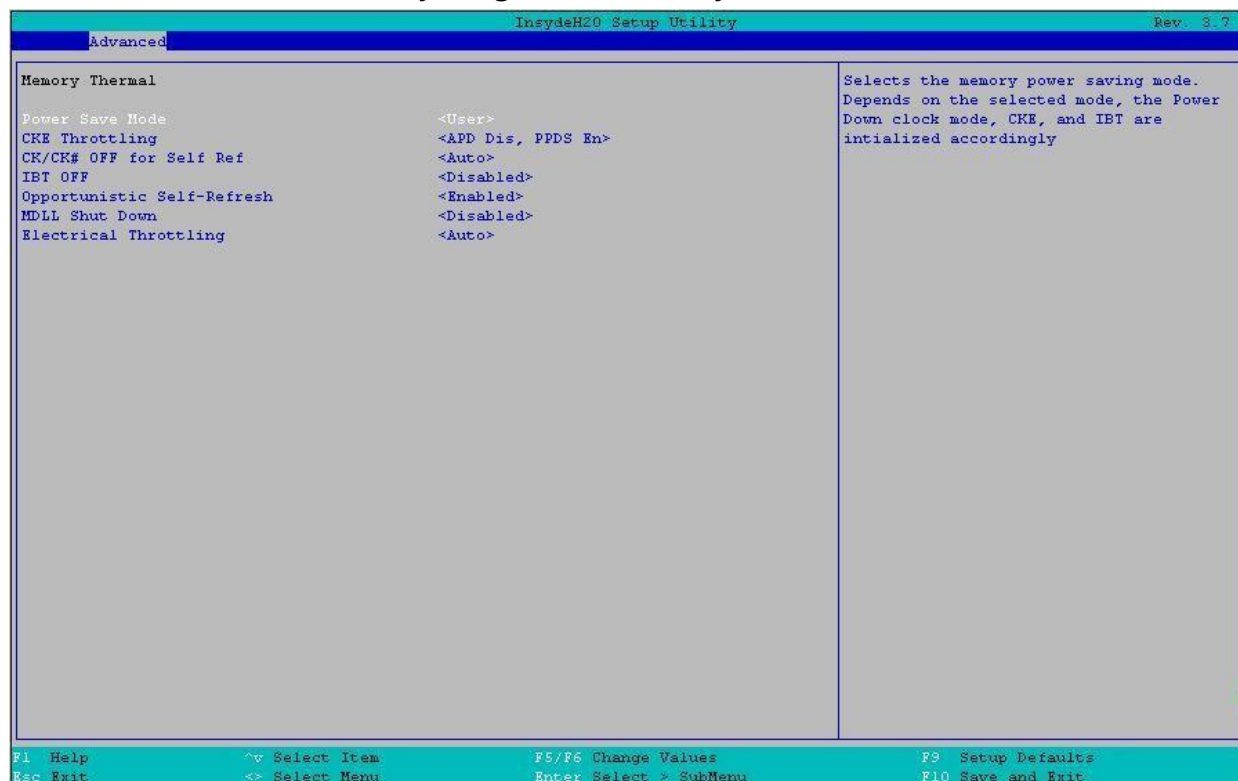 InsydeH20 Setup Utility Rev. 3.7
Advanced
Memory Thermal
Power Save Mode <User>
CKE Throttling <APD Dis, PPDS En>
CK/CK# OFF for Self Ref <Auto>
IBT OFF <Disabled>
Opportunistic Self-Refresh <Enabled>
MDLL Shut Down <Disabled>
Electrical Throttling <Auto>
Selects the memory power saving mode.
Depends on the selected mode, the Power
Down clock mode, CKE, and IBT are
intialized accordingly
F1 Help ^v Select Item F5/F6 Change Values F9 Setup Defaults
Esc Exit <> Select Menu Enter Select > SubMenu F10 Save and Exit